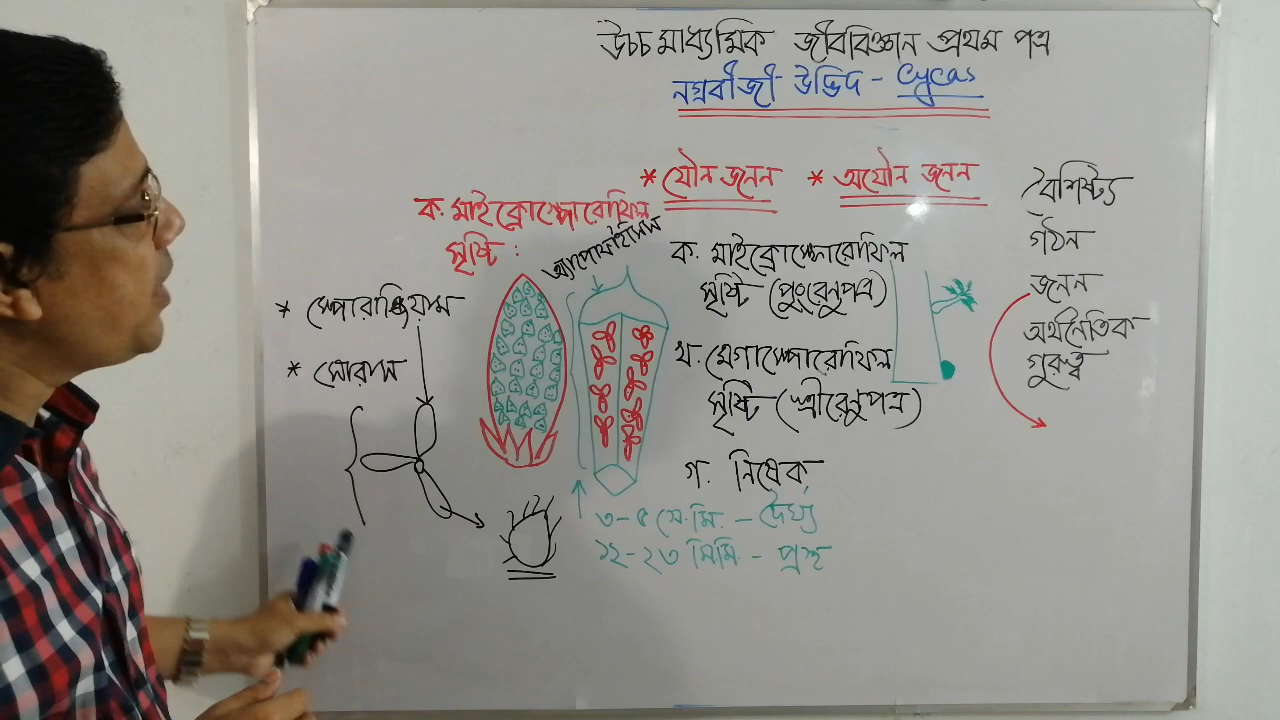 উচ্চ মাধ্যমিক জীববিজ্ঞান প্রথম পত্র
নগ্নবীজী উদ্ভিদ - Cycas
* যৌন জনন * অযৌন জনন
ক. মাইক্রোস্পোরোফিল
সৃষ্টি :
অ্যাপোফাইসিস
* স্পোরাঞ্জিয়াম
* সোরাস
ক. মাইক্রোস্পোরোফিল
সৃষ্টি (পুংরেনুপত্র)
খ. মেগাস্পোরোফিল
সৃষ্টি (স্ত্রীরেনুপত্র)
গ. নিষেক
৩-৫ সে.মি. - দৈর্ঘ্য
১২-২৩ মিমি. - প্রস্থ
বৈশিষ্ট্য
গঠন
জনন
অর্থনৈতিক
গুরুত্ব